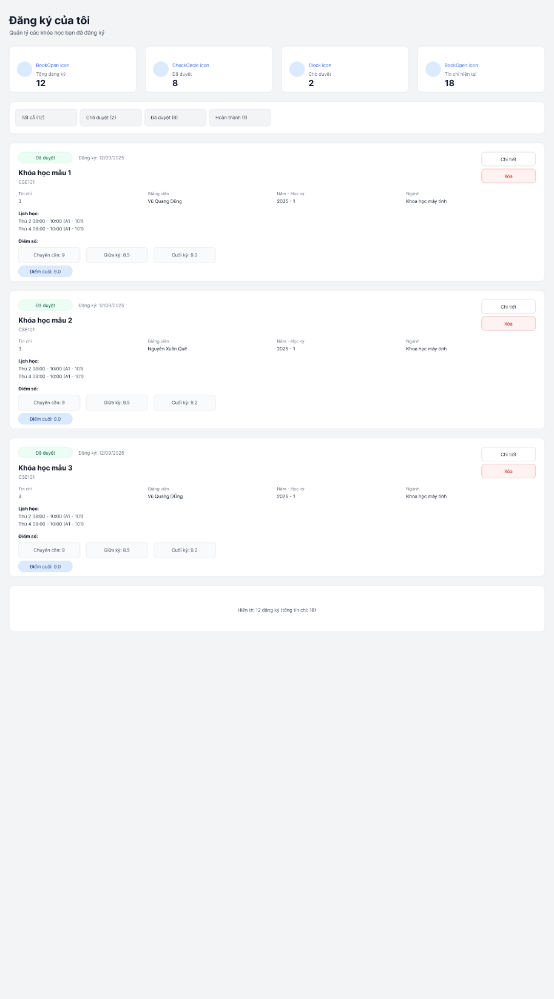 Đăng ký của tôi
Quản lý các khóa học bạn đã đăng ký
BookOpen icon
Tổng đăng ký
12
CheckCircle icon
Đã duyệt
8
Clock icon
Chờ duyệt
2
BookOpen icon
Tín chỉ hiện tại
18
Tất cả (12)
Chờ duyệt (2)
Đã duyệt (8)
Hoàn thành (1)
Đã duyệt
Đăng ký: 12/09/2025
Chi tiết
Khóa học mẫu 1
Xóa
CSE101
Tín chỉ
Giảng viên
Năm - Học kỳ
Ngành
3
Vũ Quang Dũng
2025 - 1
Khoa học máy tính
Lịch học:
Thứ 2 08:00 - 10:00 (A1 - 101)
Thứ 4 08:00 - 10:00 (A1 - 101)
Điểm số:
Chuyên cần: 9
Giữa kỳ: 8.5
Cuối kỳ: 9.2
Điểm cuối: 9.0
Đã duyệt
Đăng ký: 12/09/2025
Chi tiết
Khóa học mẫu 2
Xóa
CSE101
Tín chỉ
Giảng viên
Năm - Học kỳ
Ngành
3
Nguyễn Xuân Quế
2025 - 1
Khoa học máy tính
Lịch học:
Thứ 2 08:00 - 10:00 (A1 - 101)
Thứ 4 08:00 - 10:00 (A1 - 101)
Điểm số:
Chuyên cần: 9
Giữa kỳ: 8.5
Cuối kỳ: 9.2
Điểm cuối: 9.0
Đã duyệt
Đăng ký: 12/09/2025
Chi tiết
Khóa học mẫu 3
Xóa
CSE101
Tín chỉ
Giảng viên
Năm - Học kỳ
Ngành
3
Vũ Quang DŨng
2025 - 1
Khoa học máy tính
Lịch học:
Thứ 2 08:00 - 10:00 (A1 - 101)
Thứ 4 08:00 - 10:00 (A1 - 101)
Điểm số:
Chuyên cần: 9
Giữa kỳ: 8.5
Cuối kỳ: 9.2
Điểm cuối: 9.0
Hiển thị 12 đăng ký (tổng tín chỉ: 18)